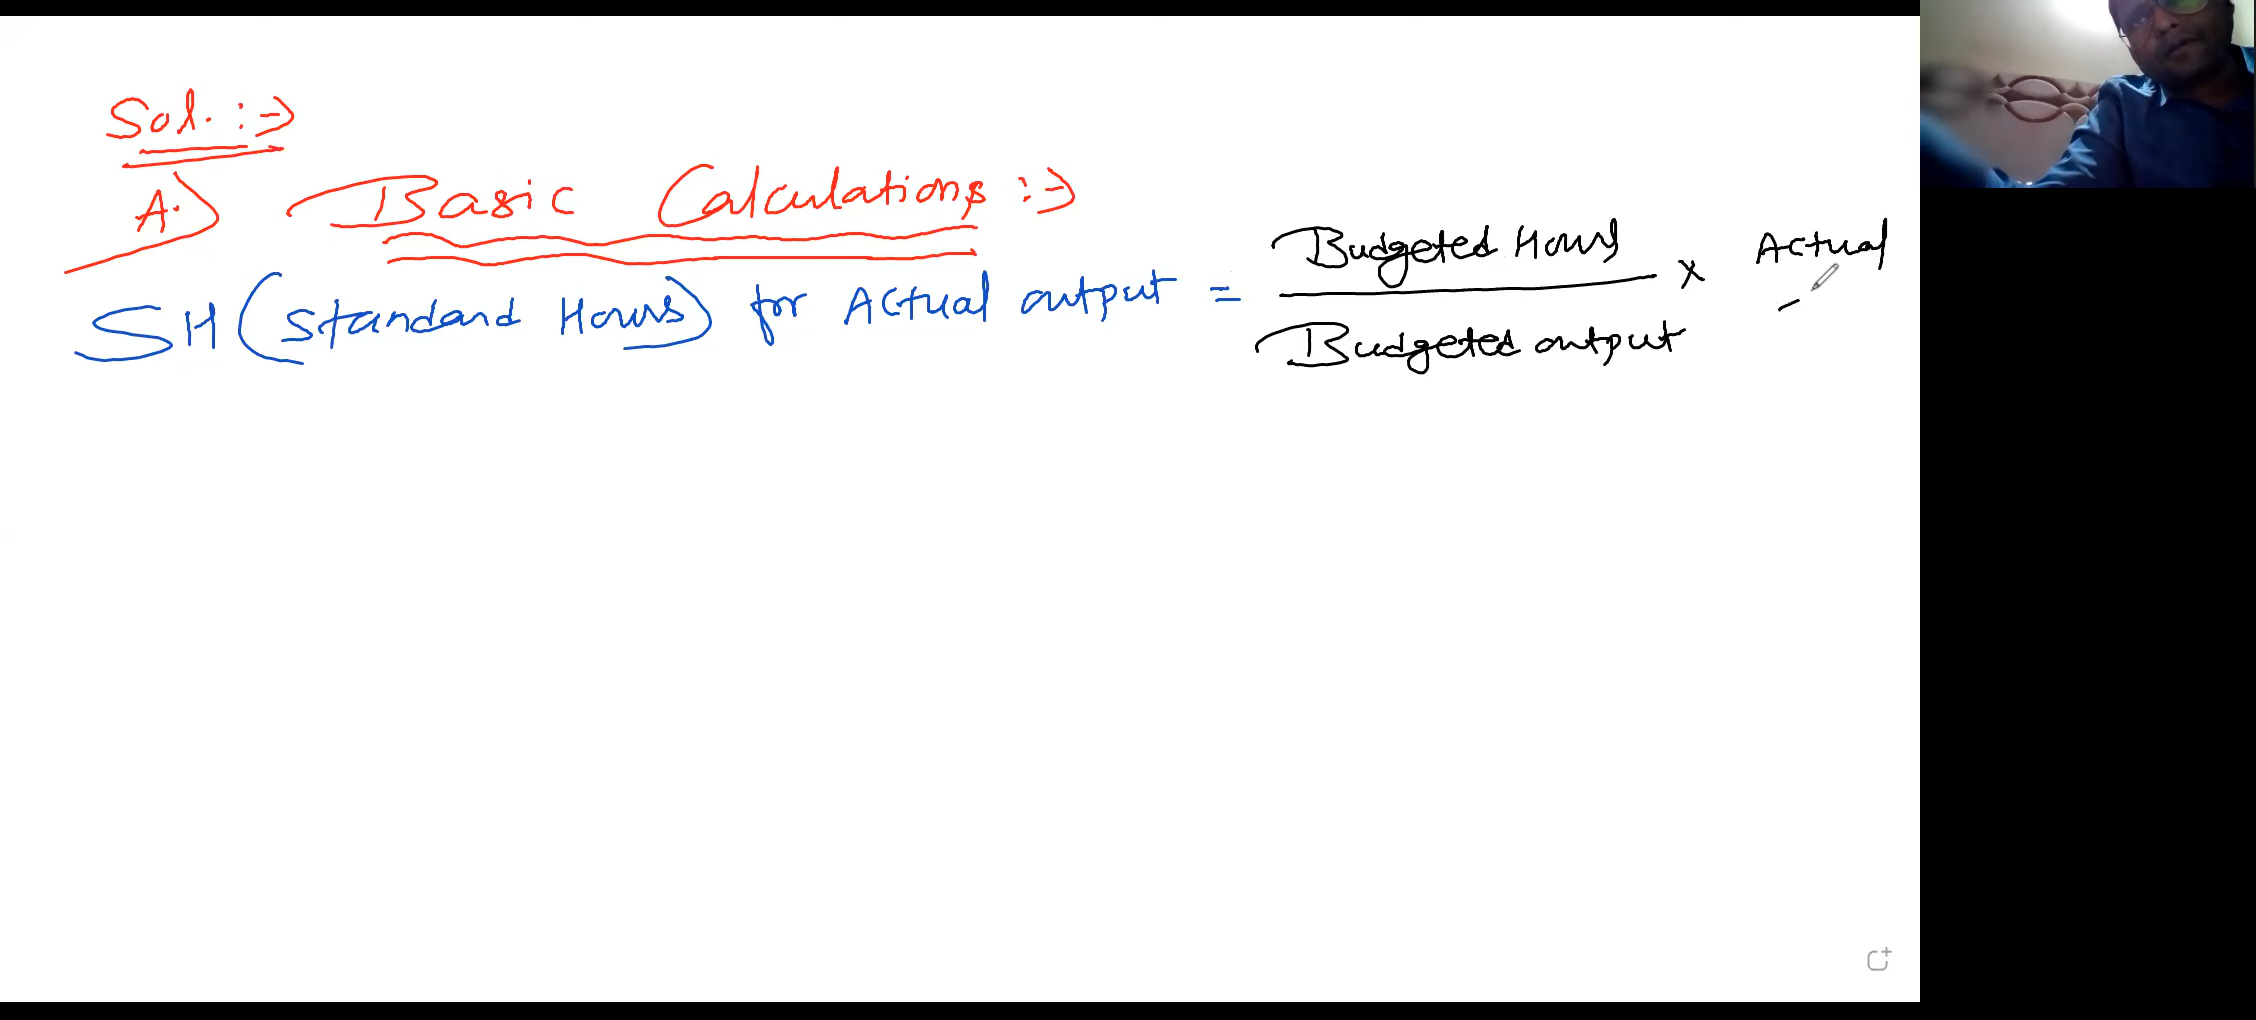 Sol. :->
A.) Basic Calculations :->
SH (Standard Hours) for Actual output = Budgeted Hours / Budgeted output x Actual